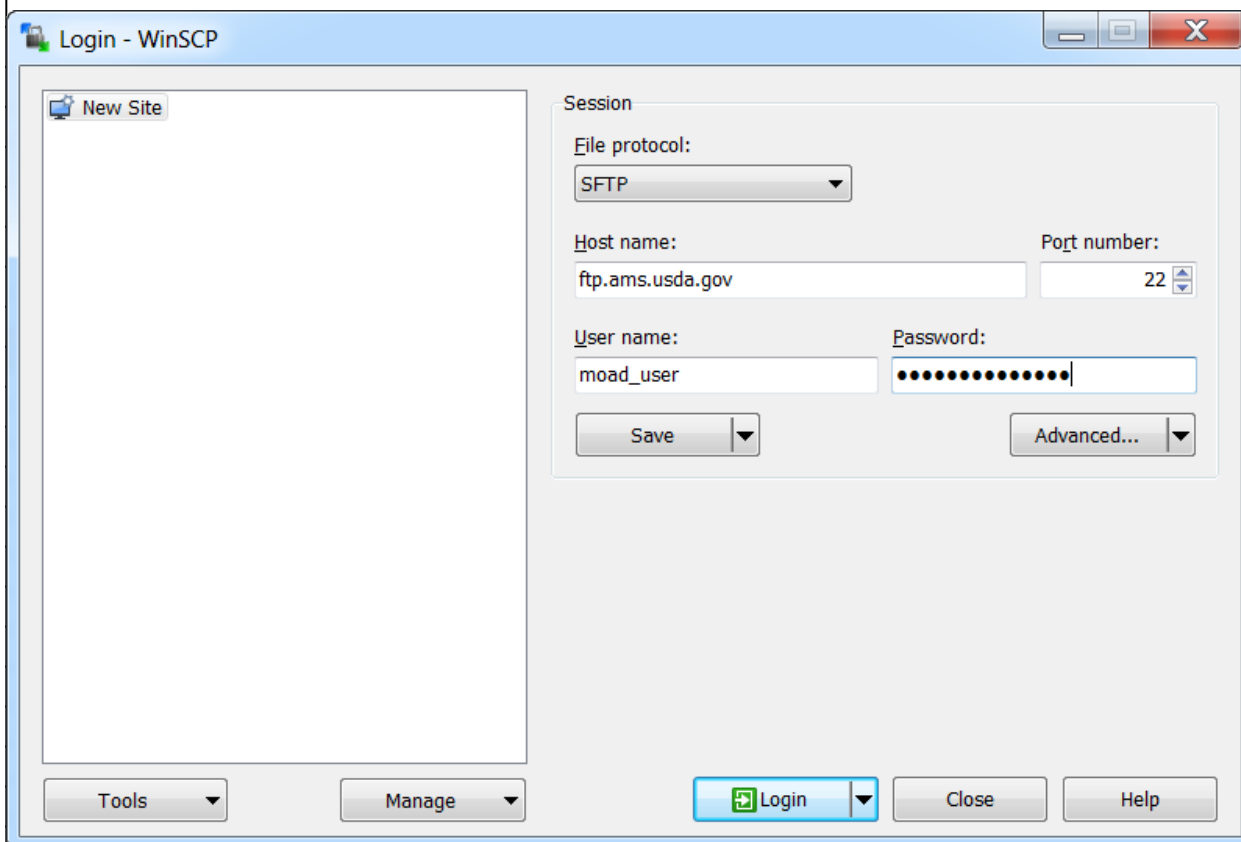 Login - WinSCP
New Site
Session
File protocol:
SFTP
Host name: Port number:
ftp.ams.usda.gov 22
User name: Password:
moad_user ●●●●●●●●●●●●●●
Save Advanced...
Tools Manage Login Close Help